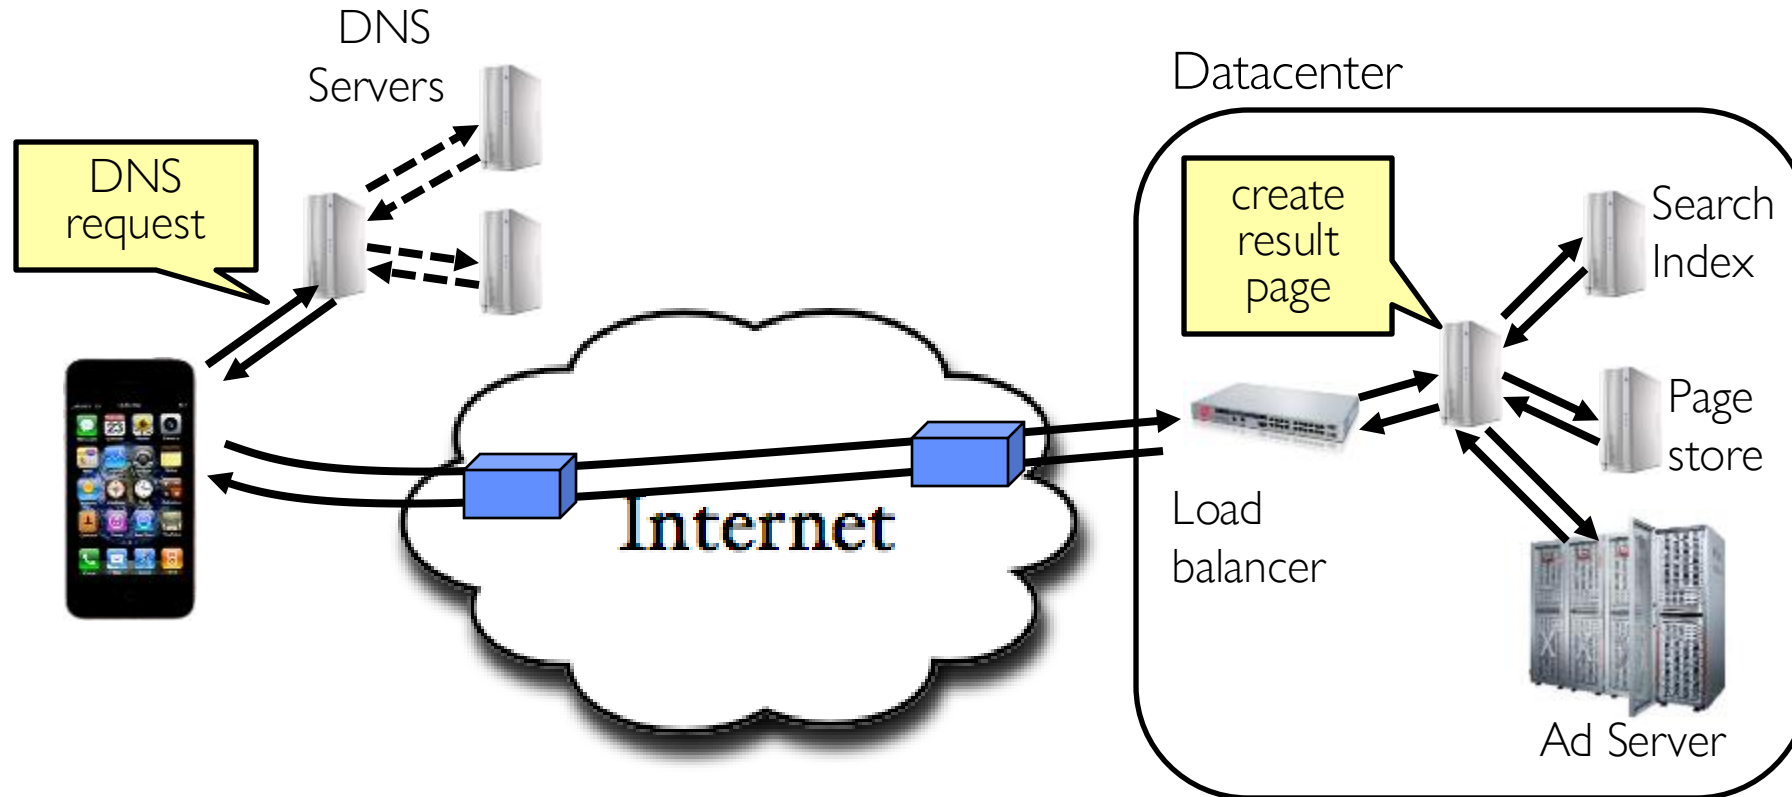 DNS
Servers
DNS
request
Internet
Datacenter
create
result
page
Search
Index
Page
store
Load
balancer
Ad Server